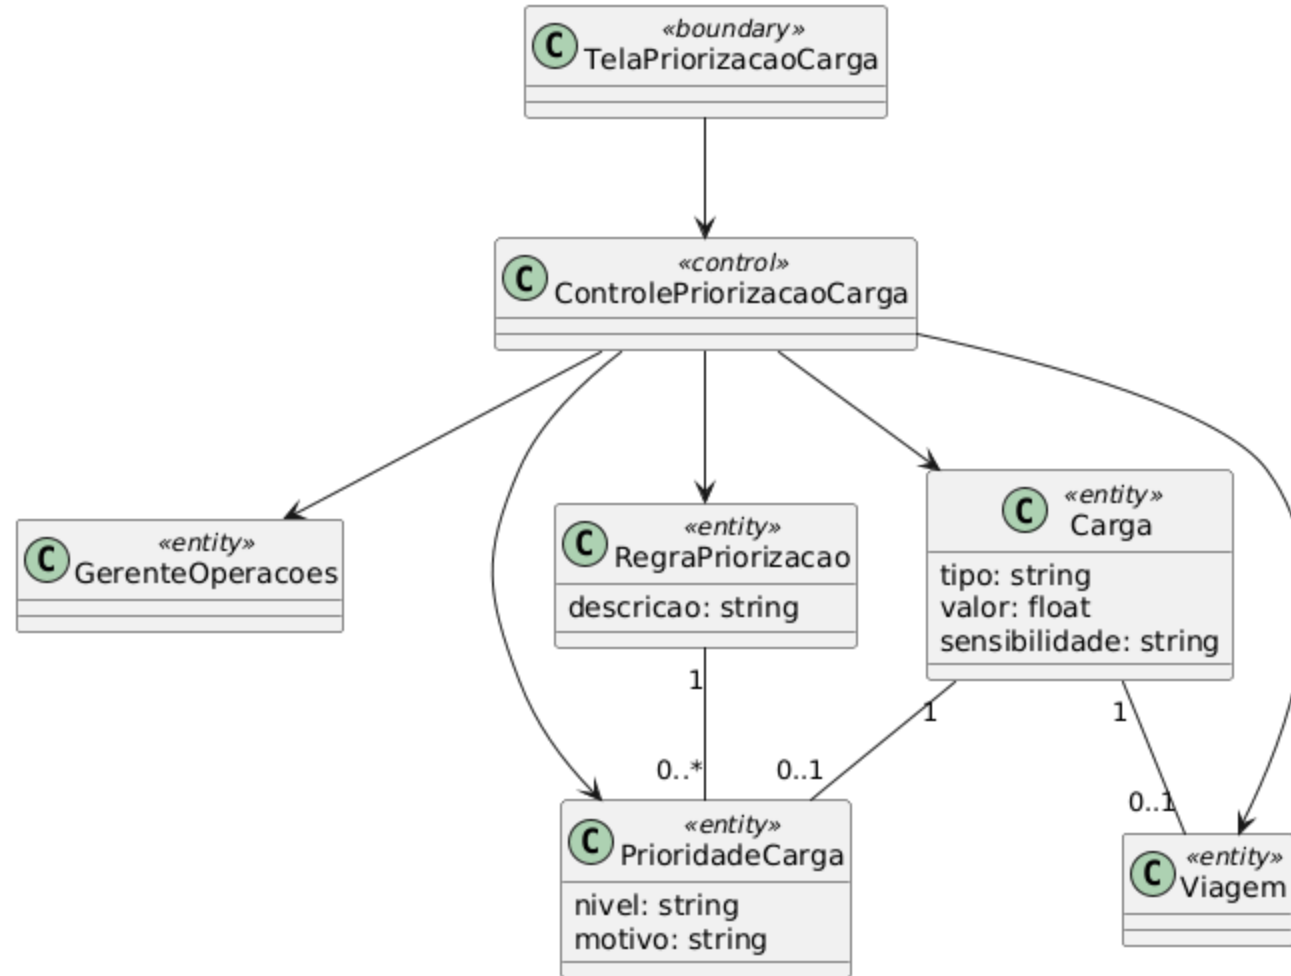 «boundary»
C TelaPriorizacaoCarga
«control»
C ControlePriorizacaoCarga
«entity»
C GerenteOperacoes
«entity»
C RegraPriorizacao
descricao: string
«entity»
C Carga
tipo: string
valor: float
sensibilidade: string
1
1
1
0..*
0..1
0..1
«entity»
C PrioridadeCarga
nivel: string
motivo: string
«entity»
C Viagem